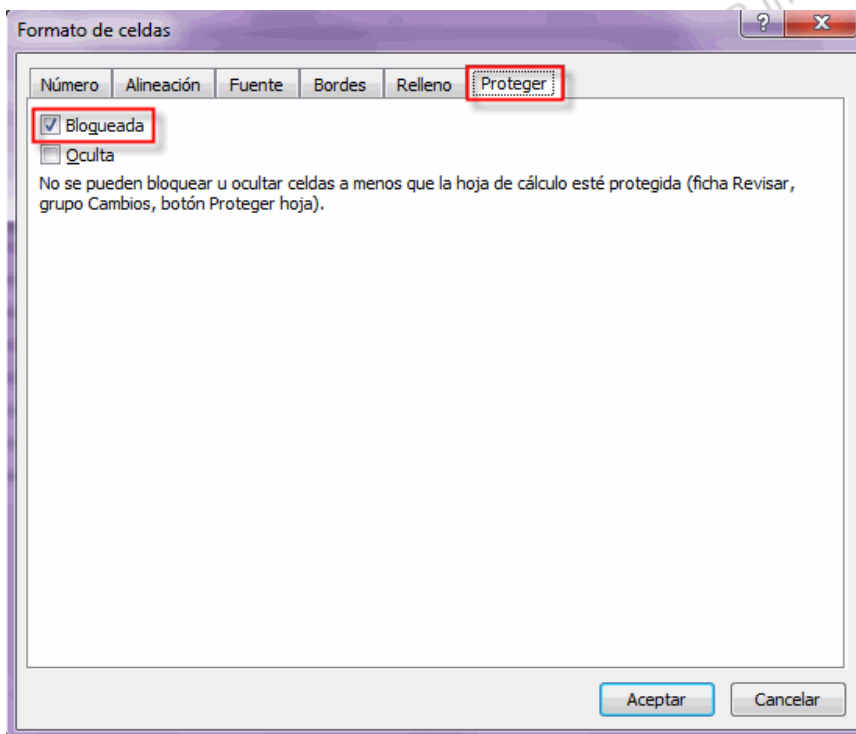 Formato de celdas
Número Alineación Fuente Bordes Relleno Proteger
Bloqueada
Oculta
No se pueden bloquear u ocultar celdas a menos que la hoja de cálculo esté protegida (ficha Revisar,
grupo Cambios, botón Proteger hoja).
Aceptar Cancelar